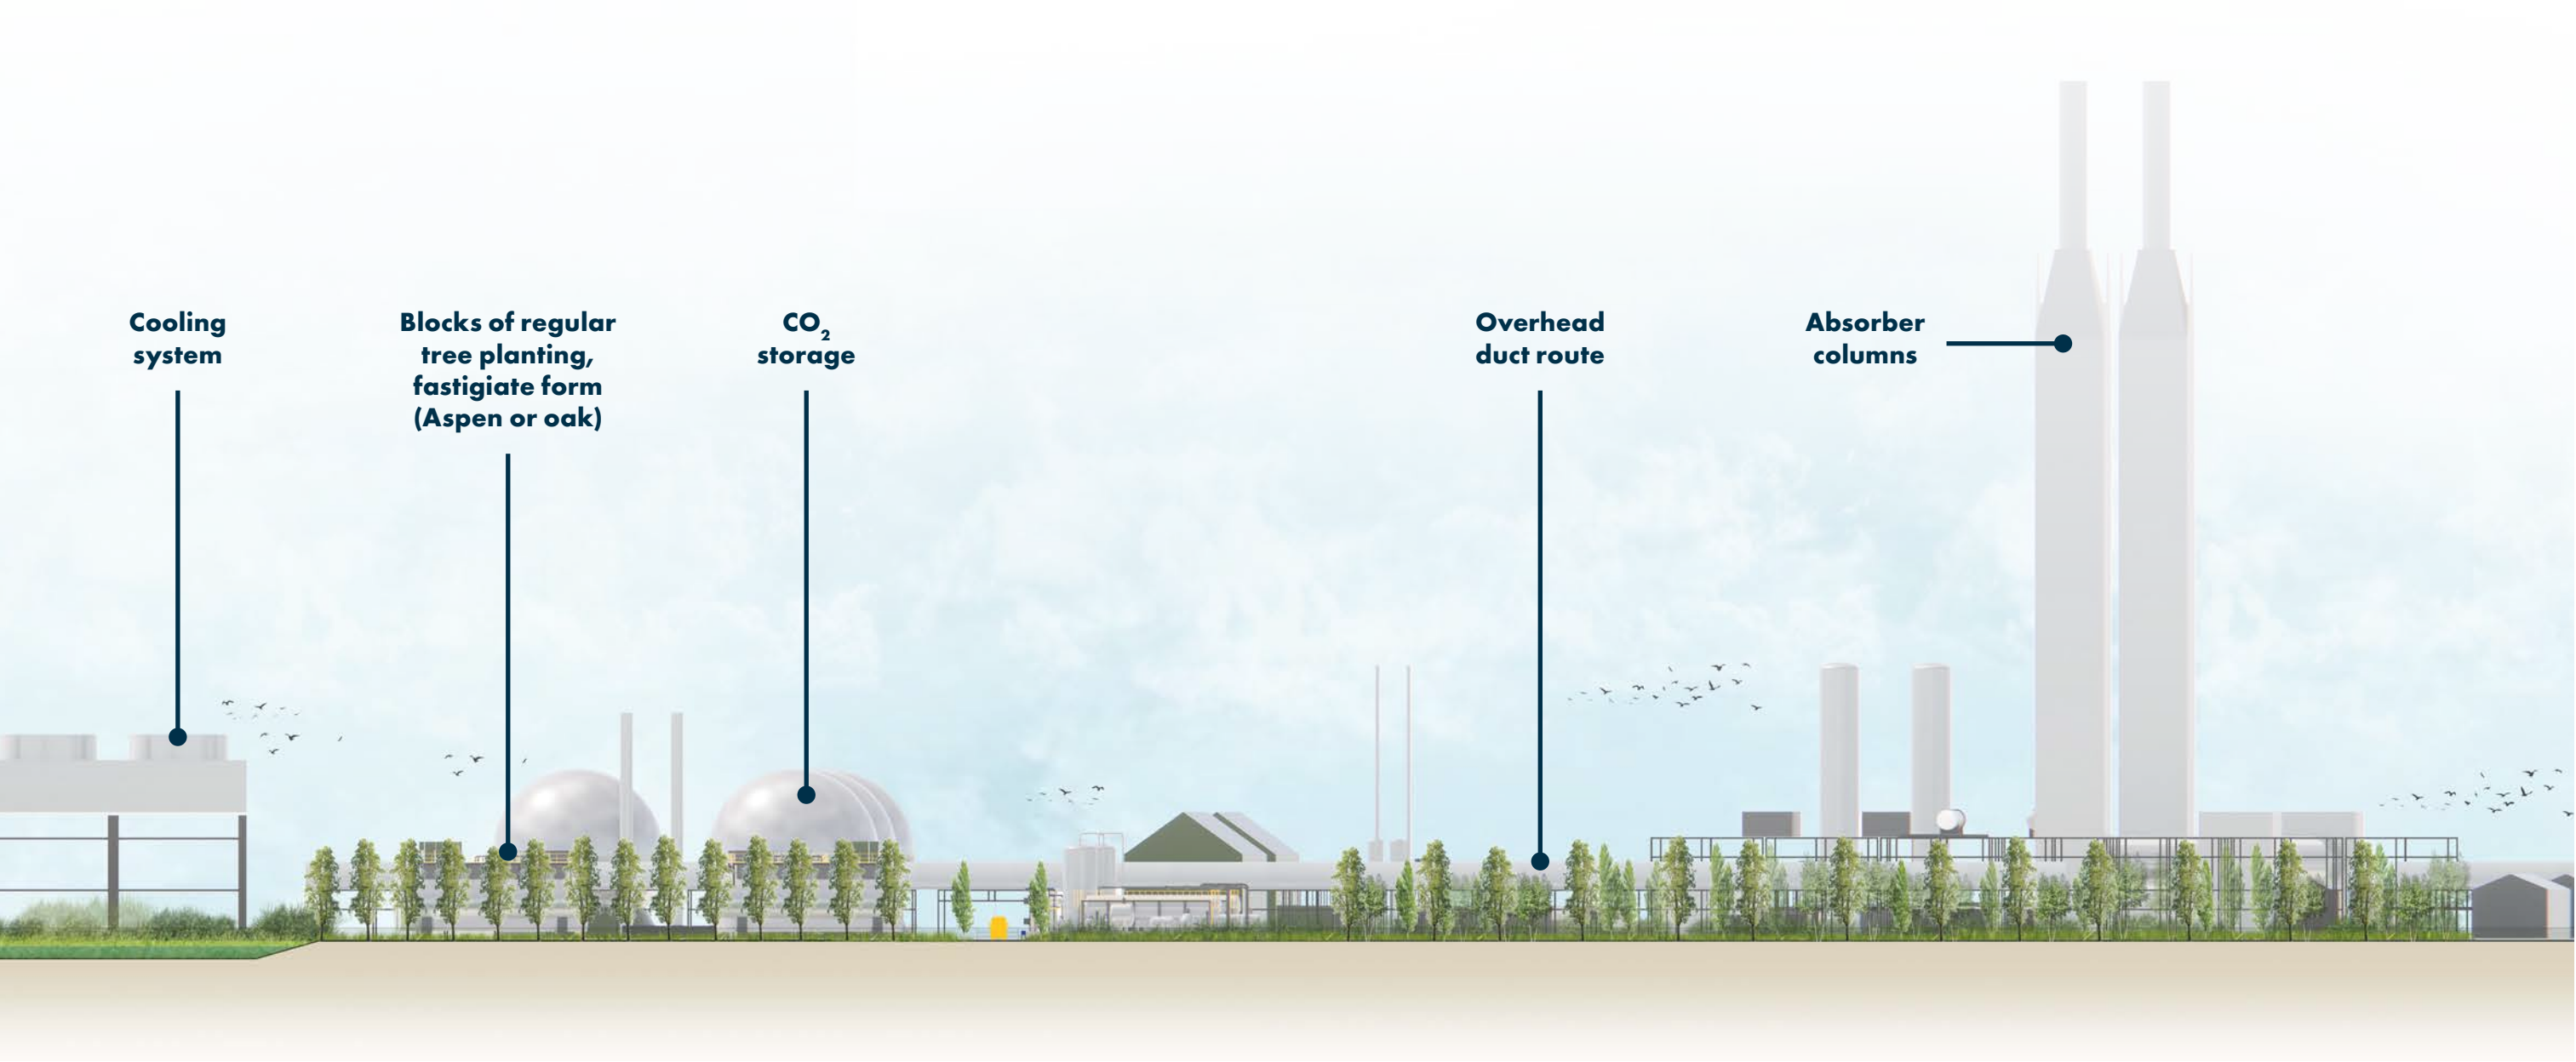 Cooling
system
Blocks of regular
tree planting,
fastigiate form
(Aspen or oak)
CO₂
storage
Overhead
duct route
Absorber
columns